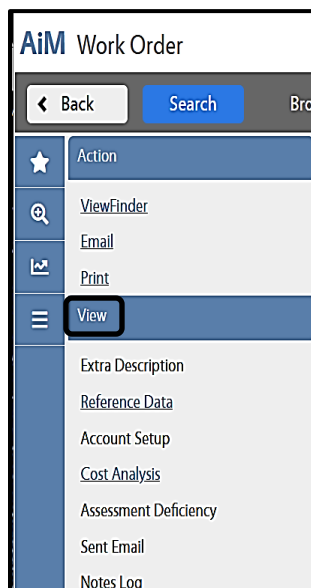 AiM Work Order
Back Search Bro
Action
ViewFinder
Email
Print
View
Extra Description
Reference Data
Account Setup
Cost Analysis
Assessment Deficiency
Sent Email
Notes Log